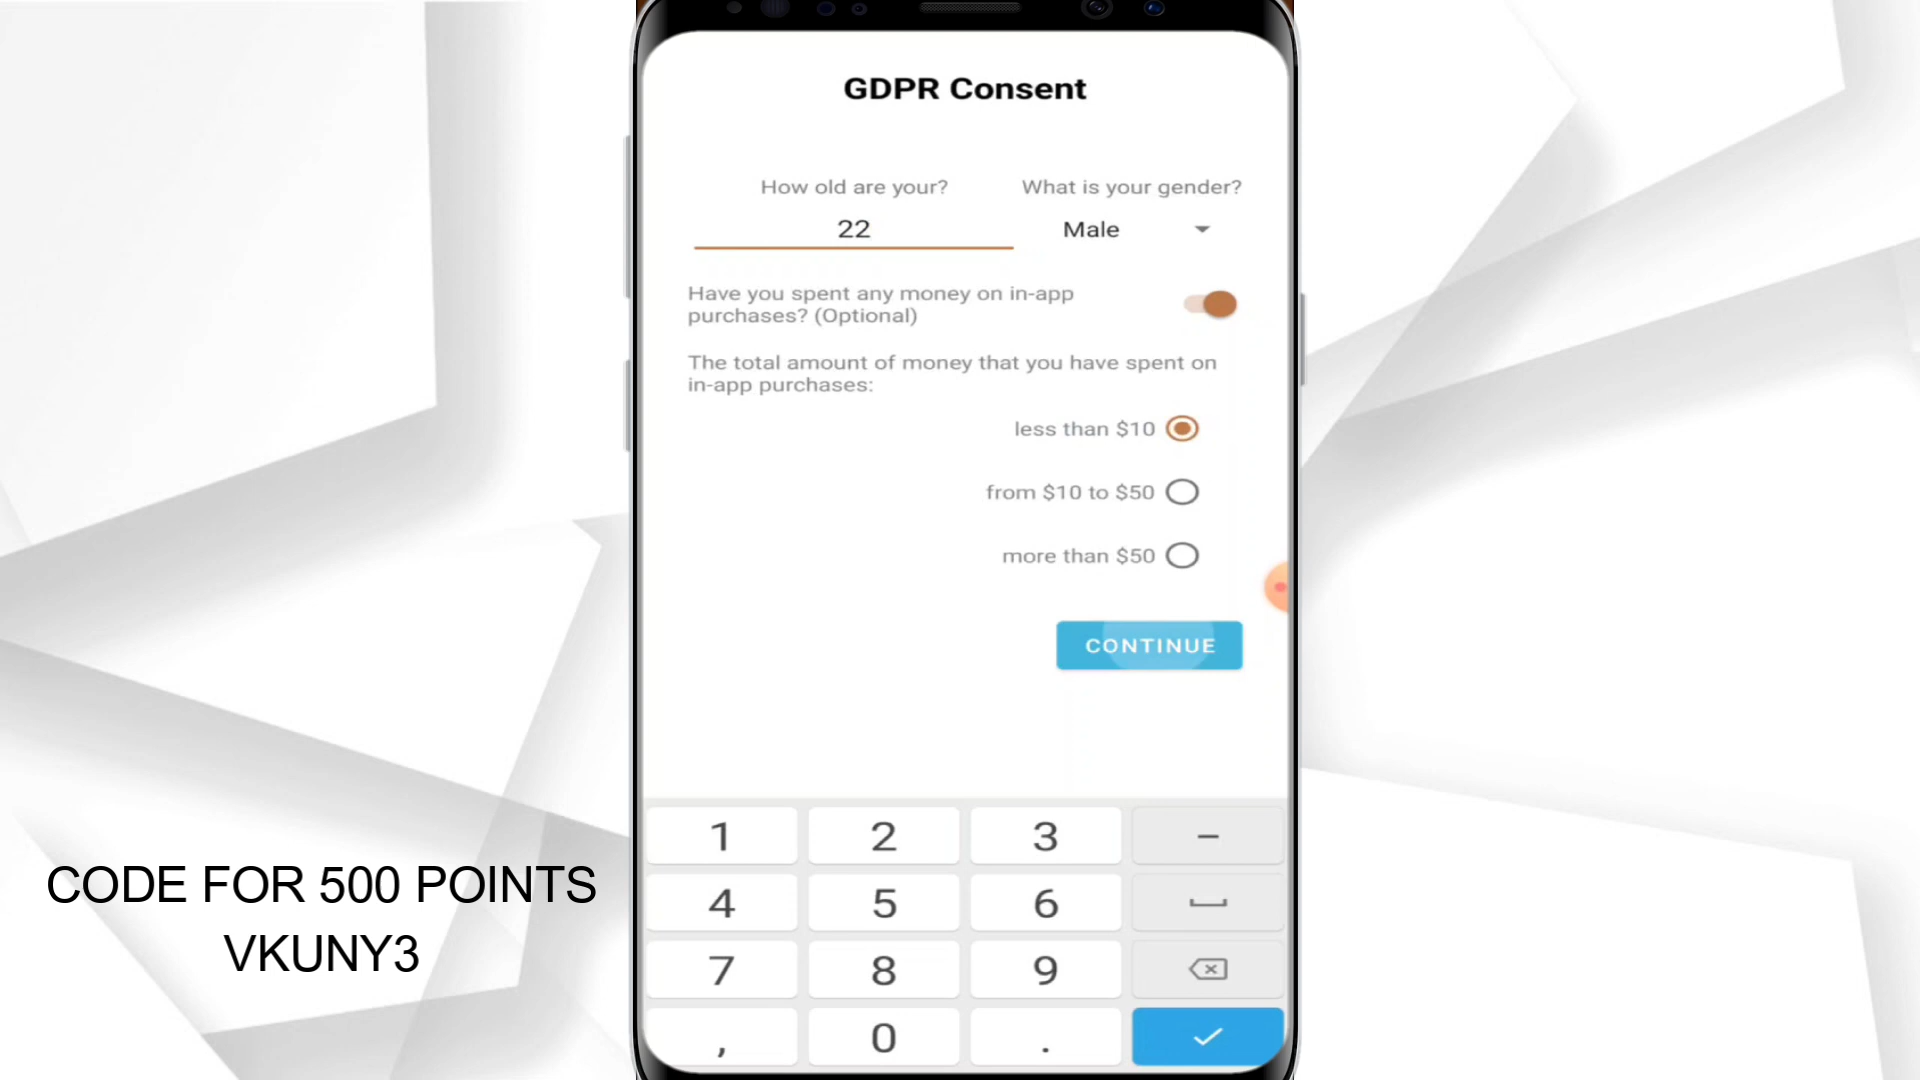 GDPR Consent
How old are your?
What is your gender?
22
Male
Have you spent any money on in-app
purchases? (Optional)
The total amount of money that you have spent on
in-app purchases:
less than $10
from $10 to $50
more than $50
CONTINUE
1 2 3 –
4 5 6
7 8 9
, 0 .
CODE FOR 500 POINTS
VKUNY3